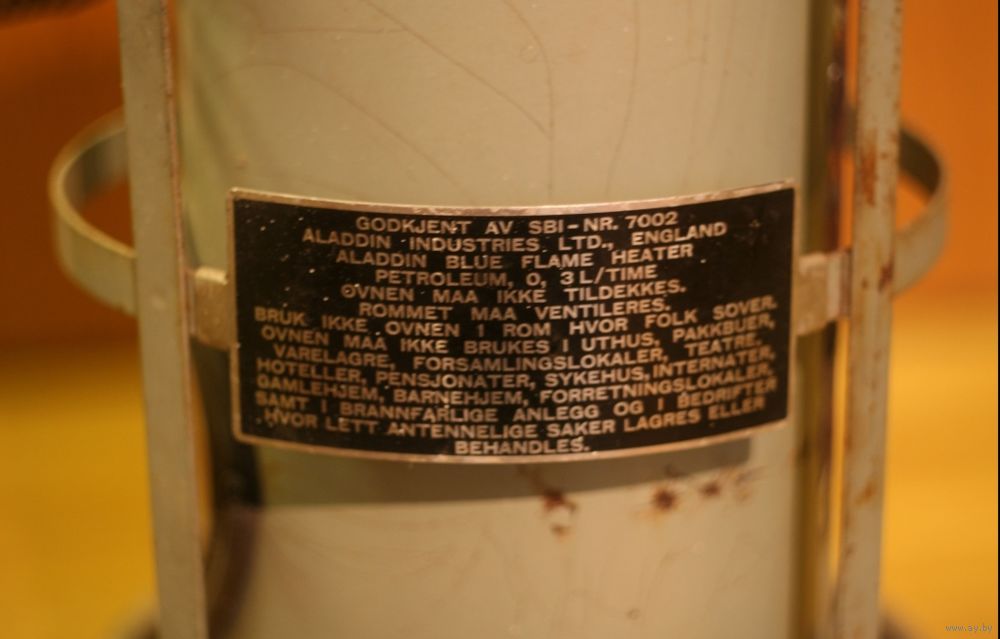 GODKJENT AV SBI-NR. 7002
ALADDIN INDUSTRIES LTD., ENGLAND
ALADDIN BLUE FLAME HEATER
PETROLEUM, 0, 3 L/TIME
OVNEN MAA IKKE TILDEKKES.
ROMMET MAA VENTILERES.
BRUK IKKE OVNEN I ROM HVOR FOLK SOVER.
OVNEN MAA IKKE BRUKES I UTHUS, PAKKBUER,
VARELAGRE, FORSAMLINGSLOKALER, TEATRE,
HOTELLER, PENSJONATER, SYKEHUS, INTERNATER,
GAMLEHJEM, BARNEHJEM, FORRETNINGSLOKALER,
SAMT I BRANNFARLIGE ANLEGG OG I BEDRIFTER
HVOR LETT ANTENNELIGE SAKER LAGRES ELLER
BEHANDLES.
www.ay.by